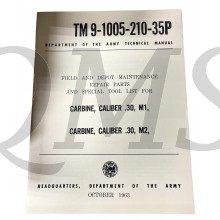 TM 9-1005-210-35P
DEPARTMENT OF THE ARMY TECHNICAL MANUAL
FIELD AND DEPOT MAINTENANCE
REPAIR PARTS
AND SPECIAL TOOL LIST FOR
CARBINE, CALIBER .30, M1,
CARBINE, CALIBER .30, M2,
QMS
HEADQUARTERS, DEPARTMENT OF THE ARMY
OCTOBER 1963